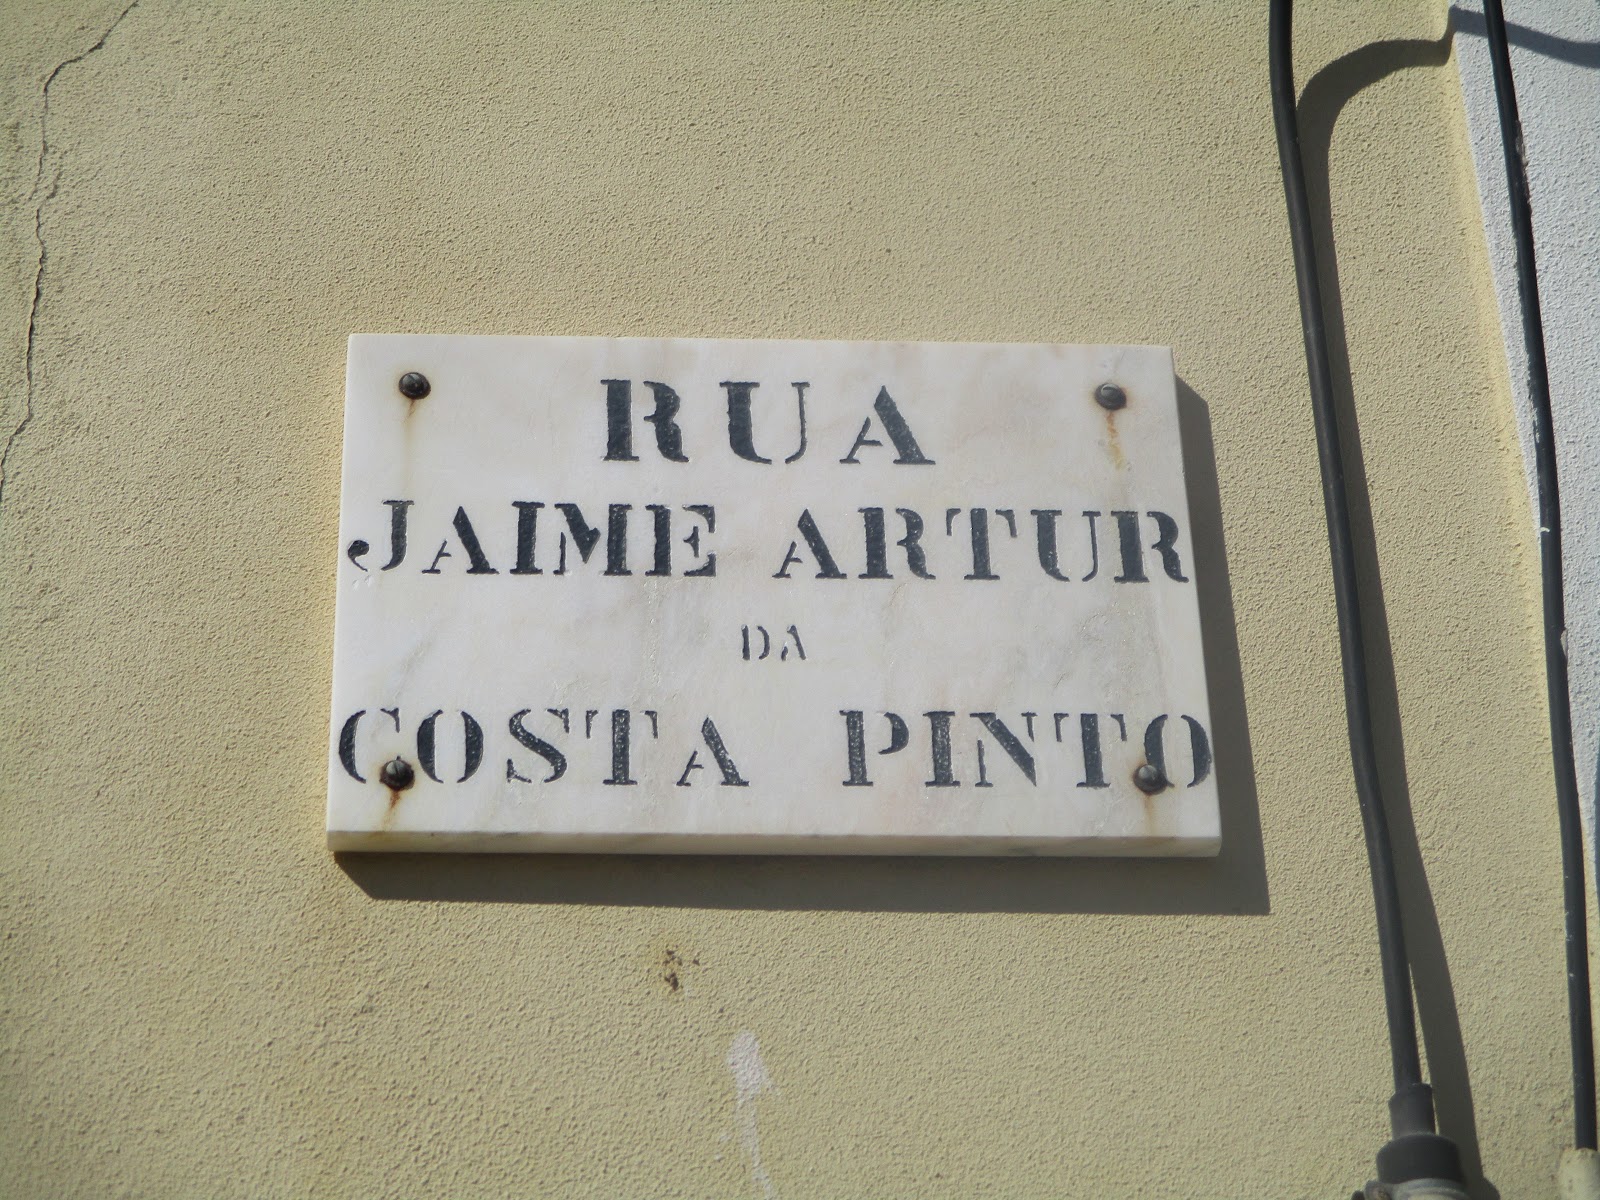 RUA
JAIME ARTUR
DA
COSTA PINTO